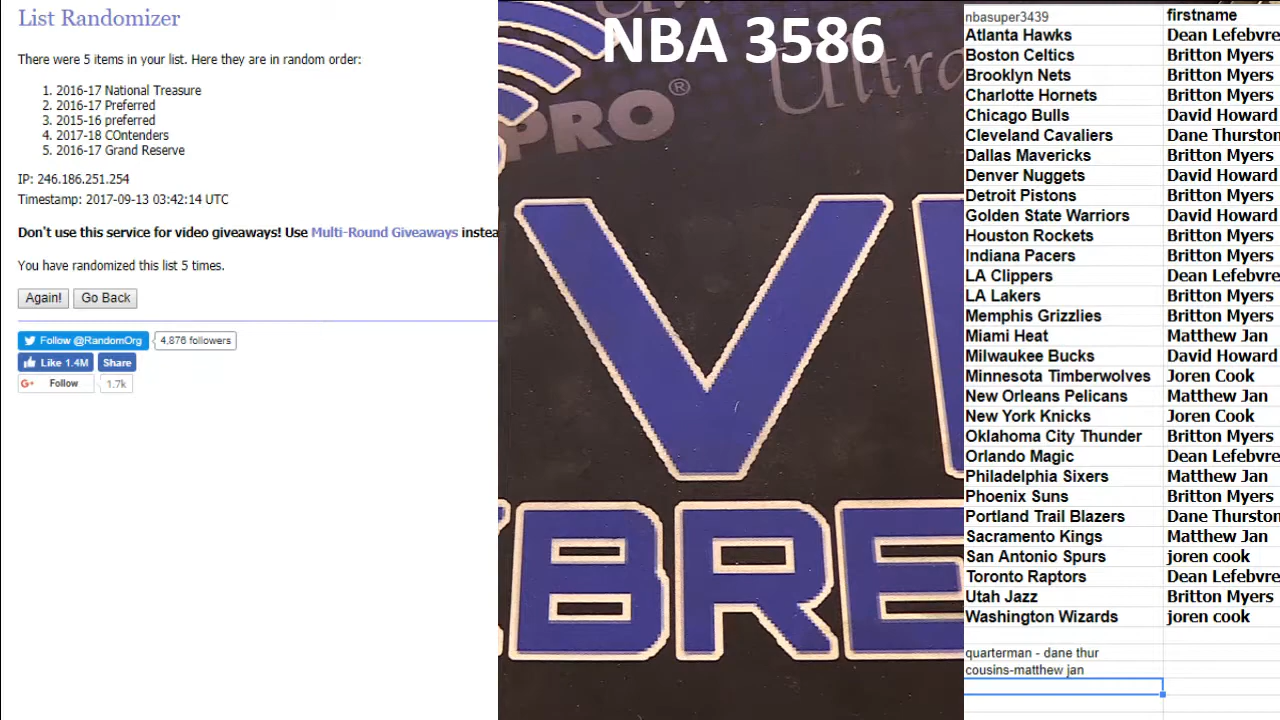 List Randomizer
There were 5 items in your list. Here they are in random order:
1. 2016-17 National Treasure
2. 2016-17 Preferred
3. 2015-16 preferred
4. 2017-18 COntenders
5. 2016-17 Grand Reserve
IP: 246.186.251.254
Timestamp: 2017-09-13 03:42:14 UTC
Don't use this service for video giveaways! Use Multi-Round Giveaways instea
You have randomized this list 5 times.
Again! Go Back
Follow @RandomOrg 4,876 followers
Like 1.4M Share
G+ Follow 1.7k
NBA 3586
Ultra
PRO®
V
BRE
nbasuper3439 firstname
Atlanta Hawks Dean Lefebvre
Boston Celtics Britton Myers
Brooklyn Nets Britton Myers
Charlotte Hornets Britton Myers
Chicago Bulls David Howard
Cleveland Cavaliers Dane Thurston
Dallas Mavericks Britton Myers
Denver Nuggets David Howard
Detroit Pistons Britton Myers
Golden State Warriors David Howard
Houston Rockets Britton Myers
Indiana Pacers Britton Myers
LA Clippers Dean Lefebvre
LA Lakers Britton Myers
Memphis Grizzlies Britton Myers
Miami Heat Matthew Jan
Milwaukee Bucks David Howard
Minnesota Timberwolves Joren Cook
New Orleans Pelicans Matthew Jan
New York Knicks Joren Cook
Oklahoma City Thunder Britton Myers
Orlando Magic Dean Lefebvre
Philadelphia Sixers Matthew Jan
Phoenix Suns Britton Myers
Portland Trail Blazers Dane Thurston
Sacramento Kings Matthew Jan
San Antonio Spurs joren cook
Toronto Raptors Dean Lefebvre
Utah Jazz Britton Myers
Washington Wizards joren cook
quarterman - dane thur
cousins-matthew jan